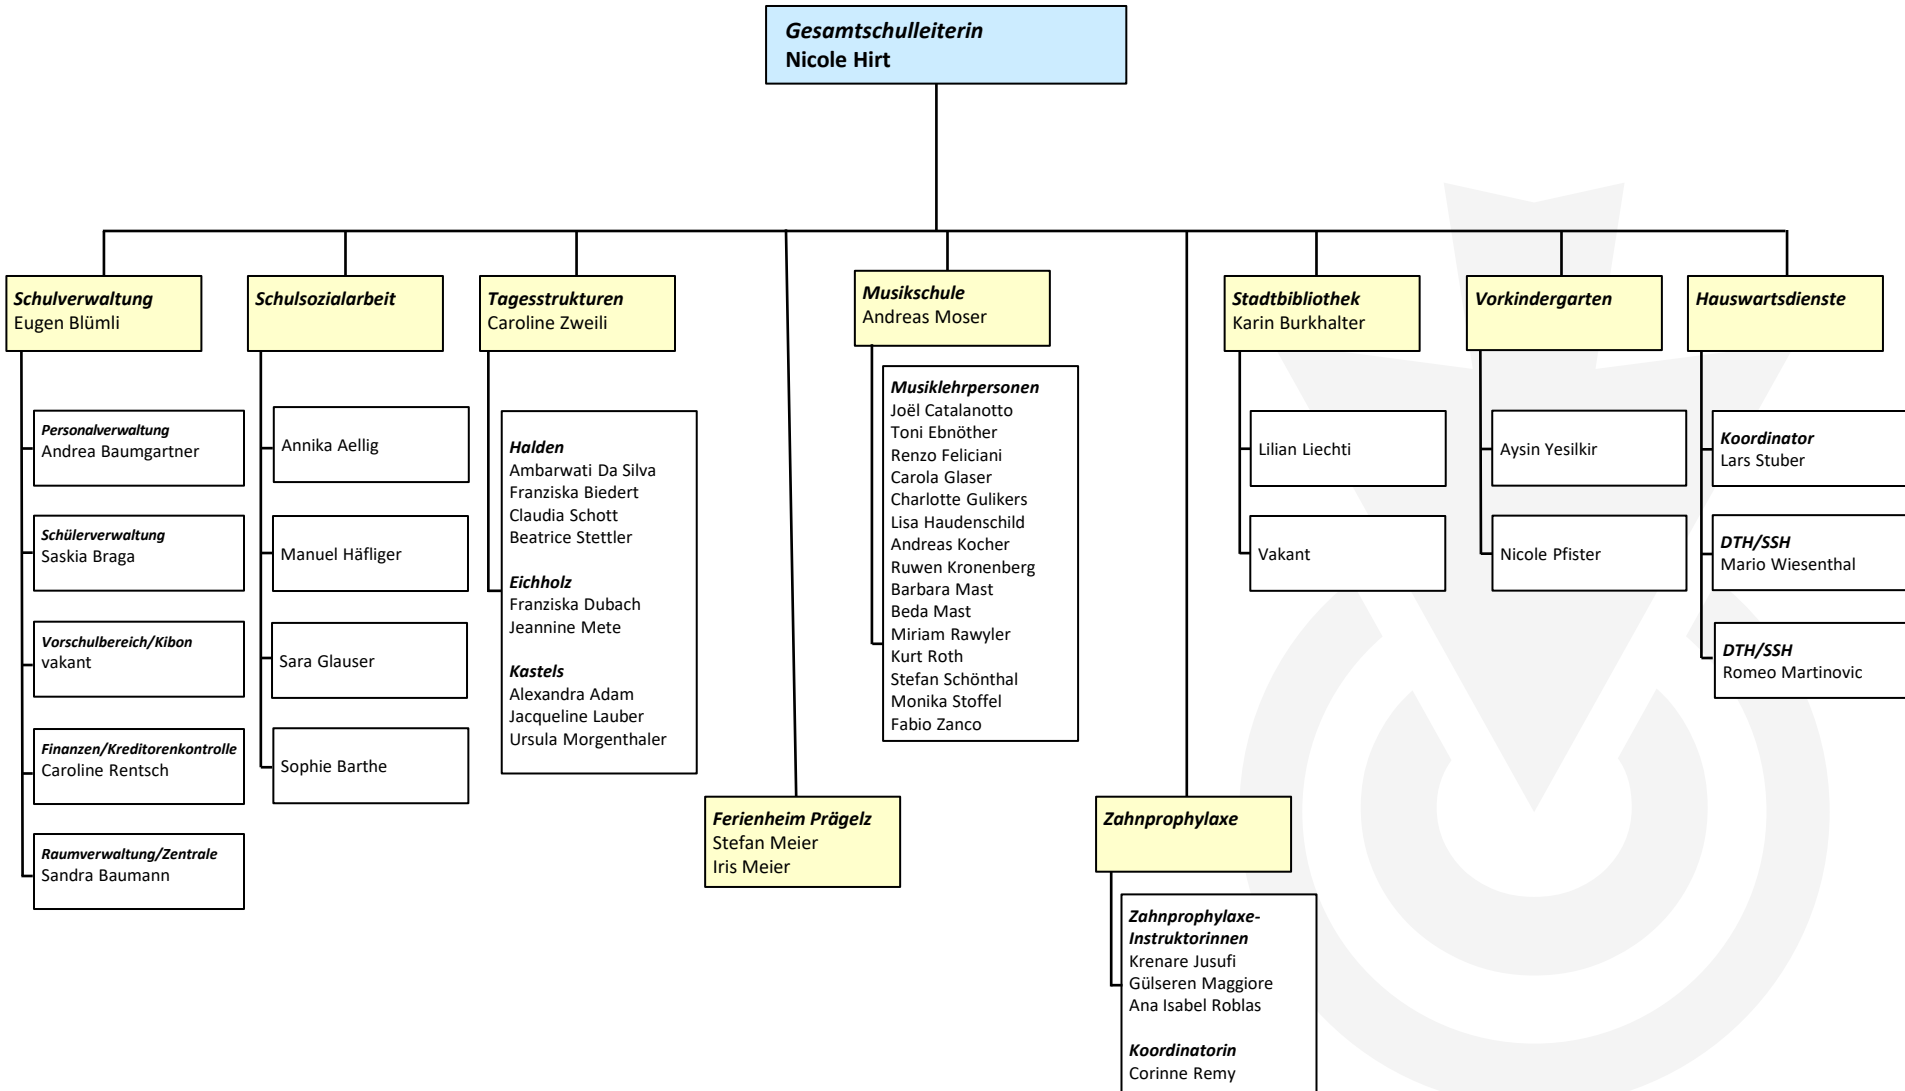 Gesamtschulleiterin
Nicole Hirt
Schulverwaltung
Eugen Blümli
Personalverwaltung
Andrea Baumgartner
Schülerverwaltung
Saskia Braga
Vorschulbereich/Kibon
vakant
Finanzen/Kreditorenkontrolle
Caroline Rentsch
Raumverwaltung/Zentrale
Sandra Baumann
Schulsozialarbeit
Annika Aellig
Manuel Häfliger
Sara Glauser
Sophie Barthe
Tagesstrukturen
Caroline Zweili
Halden
Ambarwati Da Silva
Franziska Biedert
Claudia Schott
Beatrice Stettler
Eichholz
Franziska Dubach
Jeannine Mete
Kastels
Alexandra Adam
Jacqueline Lauber
Ursula Morgenthaler
Ferienheim Prägelz
Stefan Meier
Iris Meier
Musikschule
Andreas Moser
Musiklehrpersonen
Joël Catalanotto
Toni Ebnöther
Renzo Feliciani
Carola Glaser
Charlotte Gulikers
Lisa Haudenschild
Andreas Kocher
Ruwen Kronenberg
Barbara Mast
Beda Mast
Miriam Rawyler
Kurt Roth
Stefan Schönthal
Monika Stoffel
Fabio Zanco
Zahnprophylaxe
Zahnprophylaxe-
Instruktorinnen
Krenare Jusufi
Gülseren Maggiore
Ana Isabel Roblas
Koordinatorin
Corinne Remy
Stadtbibliothek
Karin Burkhalter
Lilian Liechti
Vakant
Vorkindergarten
Aysin Yesilkir
Nicole Pfister
Hauswartsdienste
Koordinator
Lars Stuber
DTH/SSH
Mario Wiesenthal
DTH/SSH
Romeo Martinovic